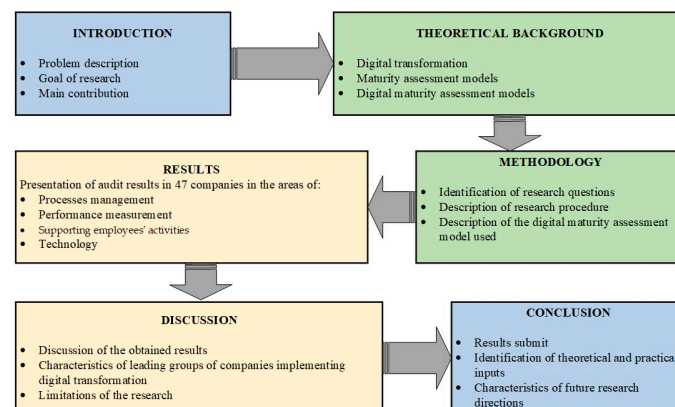 INTRODUCTION
• Problem description
• Goal of research
• Main contribution
THEORETICAL BACKGROUND
• Digital transformation
• Maturity assessment models
• Digital maturity assessment models
METHODOLOGY
• Identification of research questions
• Description of research procedure
• Description of the digital maturity assessment
model used
RESULTS
Presentation of audit results in 47 companies in the areas of:
• Processes management
• Performance measurement
• Supporting employees' activities
• Technology
DISCUSSION
• Discussion of the obtained results
• Characteristics of leading groups of companies implementing
digital transformation
• Limitations of the research
CONCLUSION
• Results submit
• Identification of theoretical and practical
inputs
• Characteristics of future research
directions